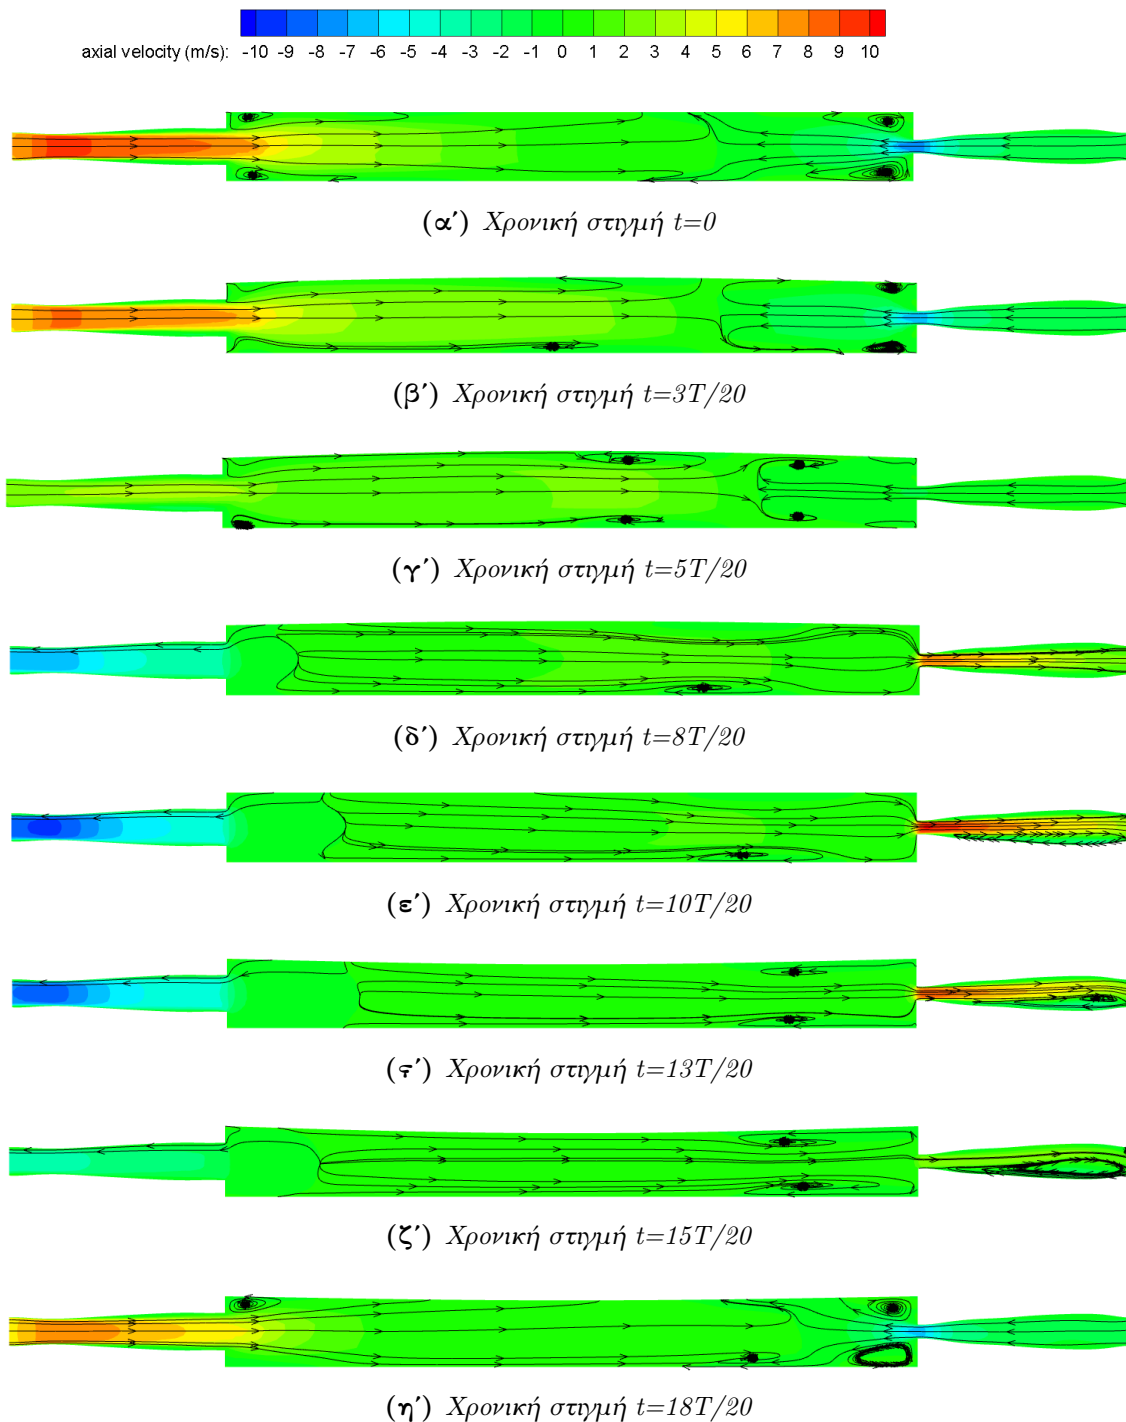 axial velocity (m/s): -10 -9 -8 -7 -6 -5 -4 -3 -2 -1 0 1 2 3 4 5 6 7 8 9 10
(α΄) Χρονική στιγμή t=0
(β΄) Χρονική στιγμή t=3T/20
(γ΄) Χρονική στιγμή t=5T/20
(δ΄) Χρονική στιγμή t=8T/20
(ε΄) Χρονική στιγμή t=10T/20
(ϛ΄) Χρονική στιγμή t=13T/20
(ζ΄) Χρονική στιγμή t=15T/20
(η΄) Χρονική στιγμή t=18T/20